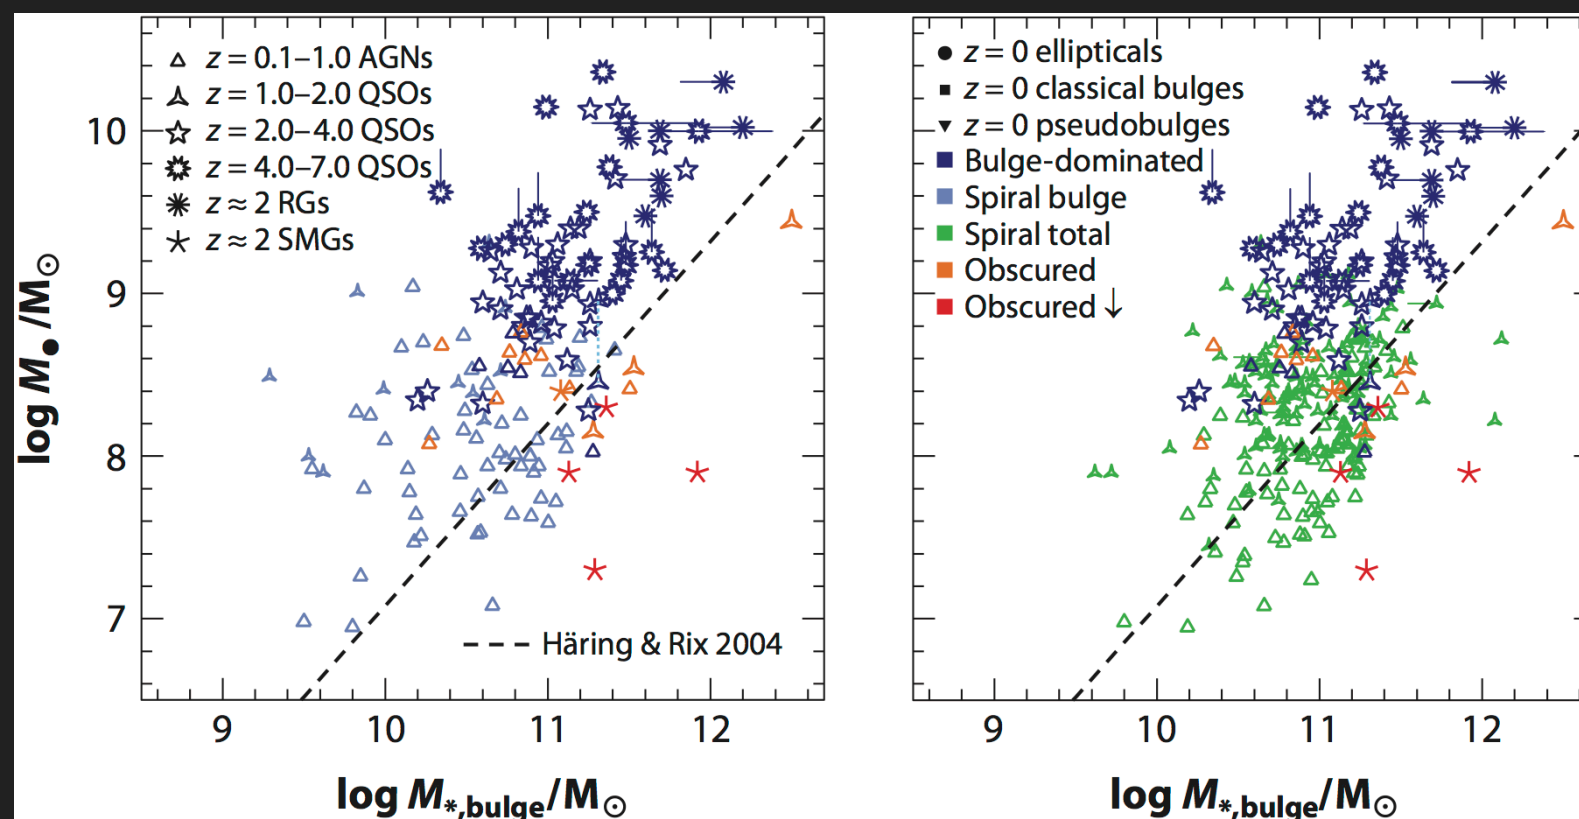 z = 0.1–1.0 AGNs
z = 1.0–2.0 QSOs
z = 2.0–4.0 QSOs
z = 4.0–7.0 QSOs
z ≈ 2 RGs
z ≈ 2 SMGs
Häring & Rix 2004
log M●/M⊙
10
9
8
7
9 10 11 12
log M*,bulge/M⊙
z = 0 ellipticals
z = 0 classical bulges
z = 0 pseudobulges
Bulge-dominated
Spiral bulge
Spiral total
Obscured
Obscured ↓
9 10 11 12
log M*,bulge/M⊙